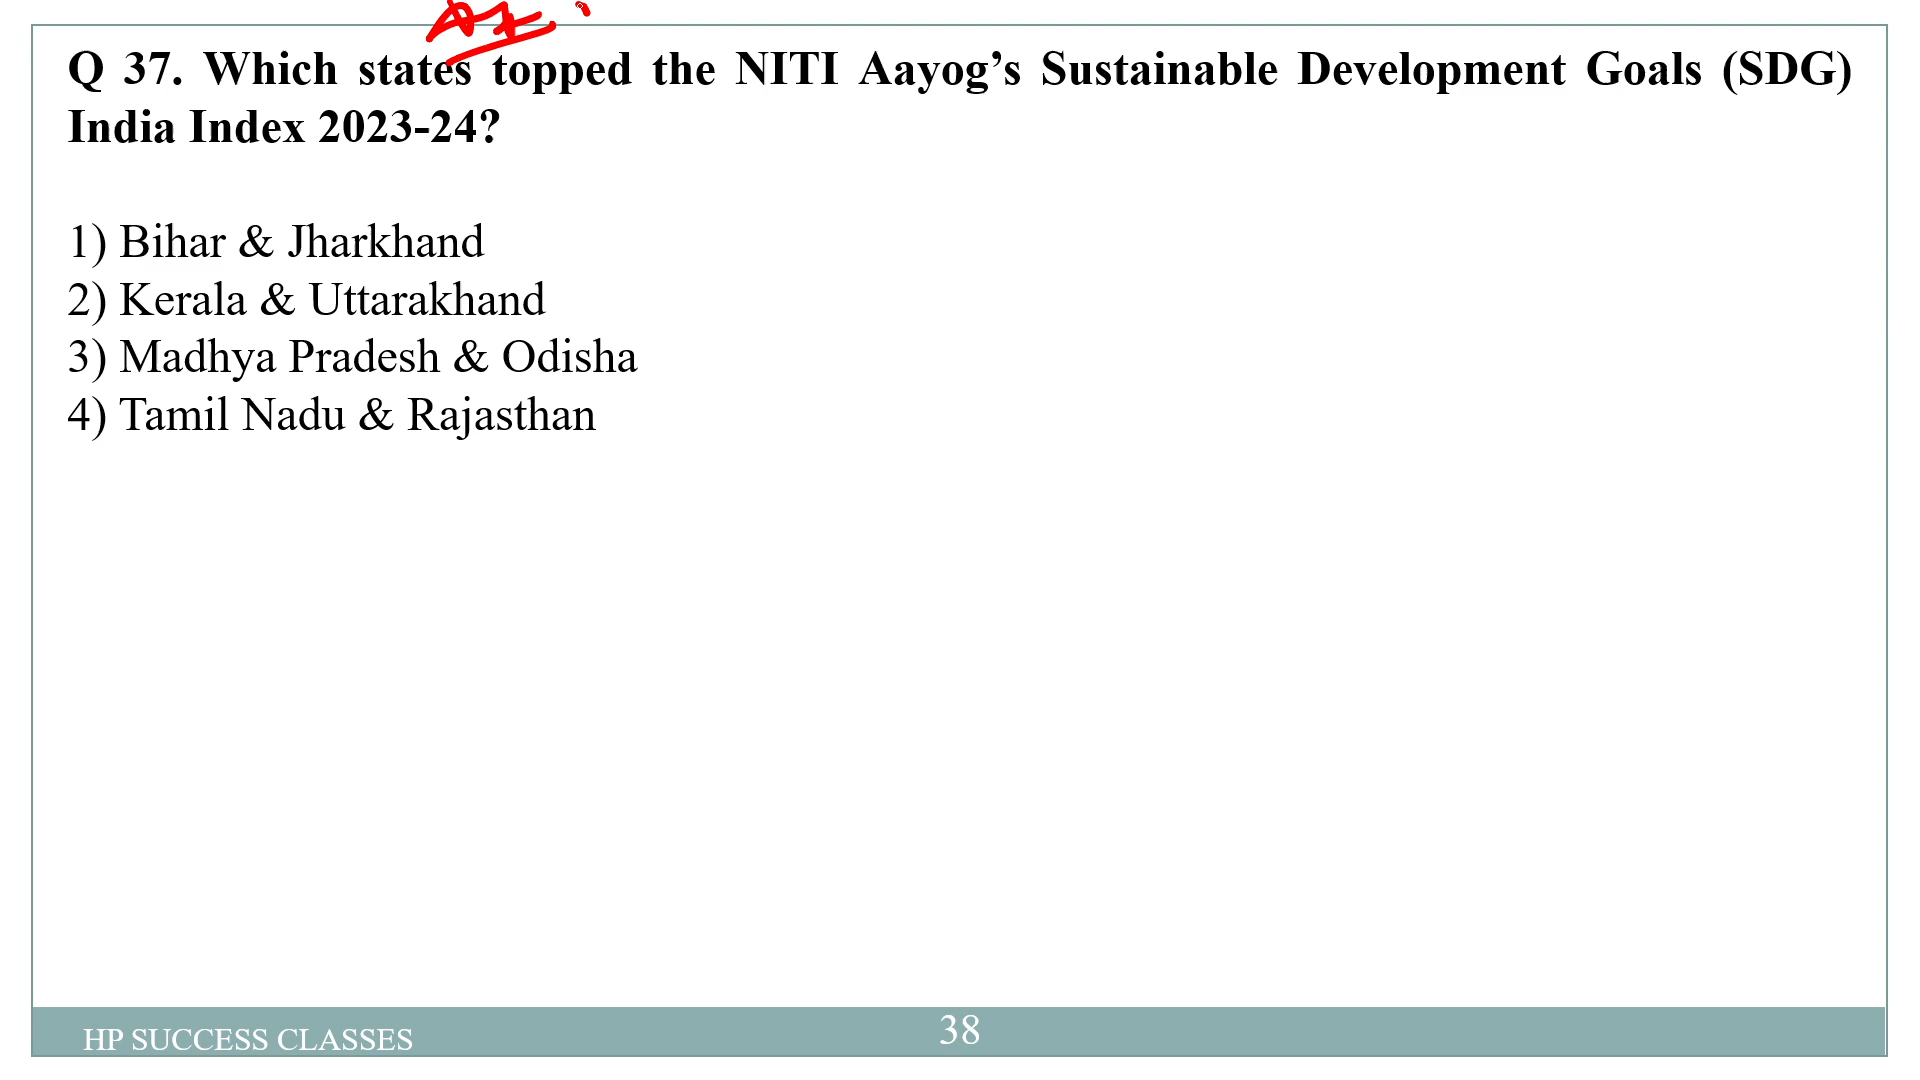 Q 37. Which states topped the NITI Aayog’s Sustainable Development Goals (SDG)
India Index 2023-24?
1) Bihar & Jharkhand
2) Kerala & Uttarakhand
3) Madhya Pradesh & Odisha
4) Tamil Nadu & Rajasthan
HP SUCCESS CLASSES
38